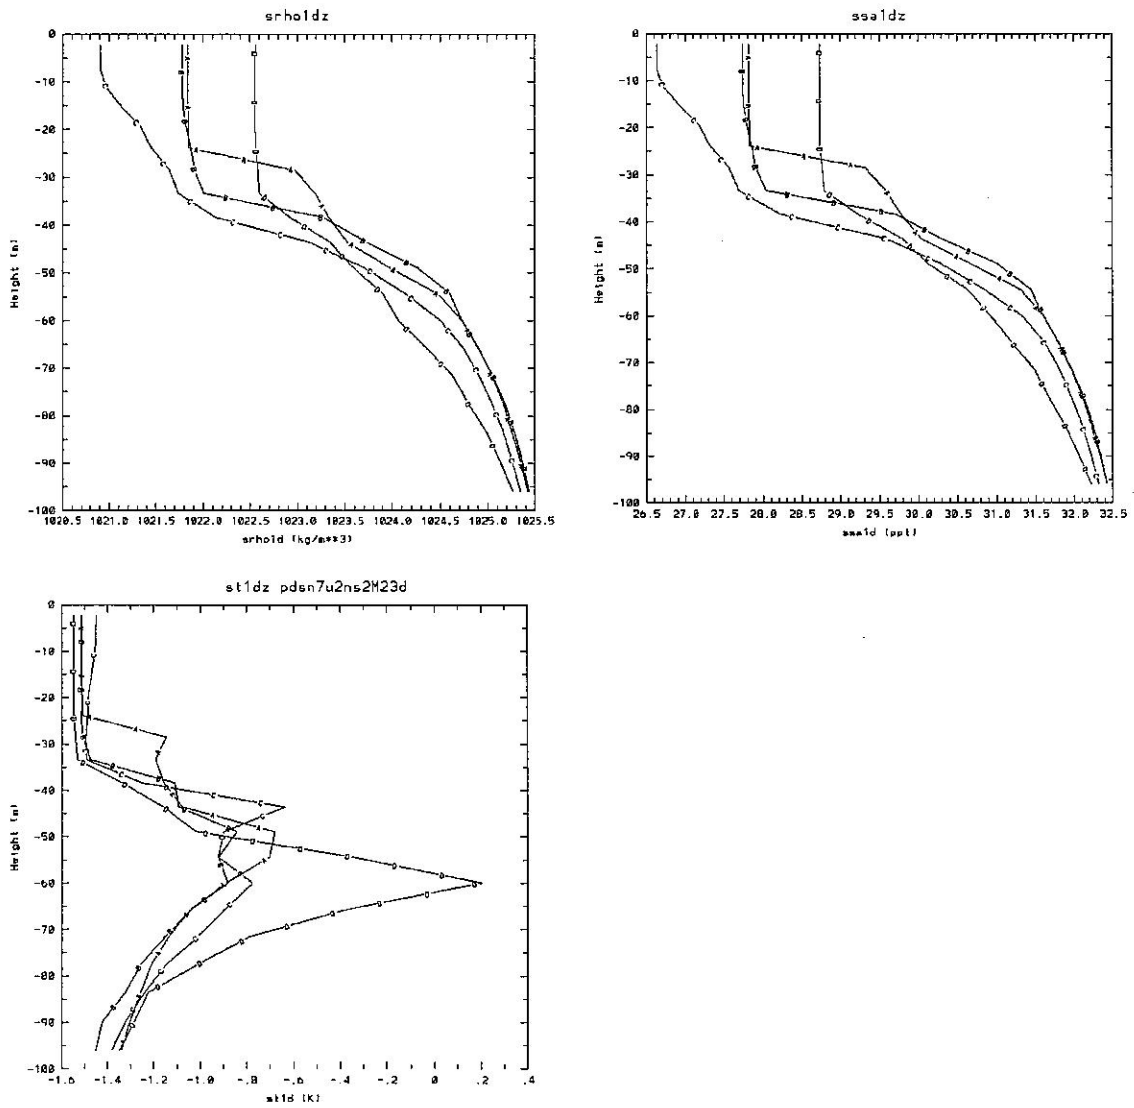 srho1dz
0
-10
-20
-30
-40
-50
-60
-70
-80
-90
-100
Height (m)
1020.5 1021.0 1021.5 1022.0 1022.5 1023.0 1023.5 1024.0 1024.5 1025.0 1025.5
srho1d (kg/m**3)
ssa1dz
0
-10
-20
-30
-40
-50
-60
-70
-80
-90
-100
Height (m)
26.5 27.0 27.5 28.0 28.5 29.0 29.5 30.0 30.5 31.0 31.5 32.0 32.5
ssa1d (ppt)
st1dz pdsn7u2ns2M23d
0
-10
-20
-30
-40
-50
-60
-70
-80
-90
-100
Height (m)
-1.6 -1.4 -1.2 -1.0 -.8 -.6 -.4 -.2 0 .2 .4
st1d (K)